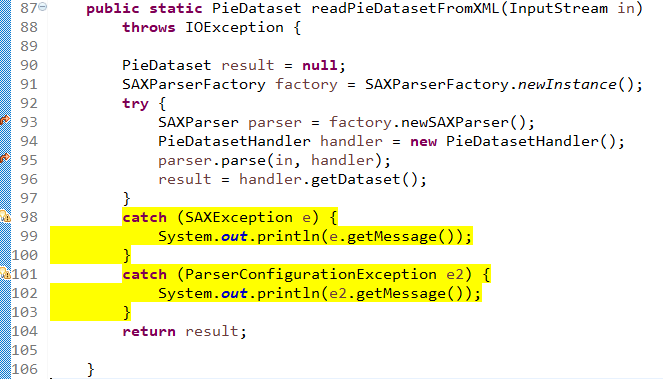 87 public static PieDataset readPieDatasetFromXML(InputStream in)
88 throws IOException {
89
90 PieDataset result = null;
91 SAXParserFactory factory = SAXParserFactory.newInstance();
92 try {
93 SAXParser parser = factory.newSAXParser();
94 PieDatasetHandler handler = new PieDatasetHandler();
95 parser.parse(in, handler);
96 result = handler.getDataset();
97 }
98 catch (SAXException e) {
99 System.out.println(e.getMessage());
100 }
101 catch (ParserConfigurationException e2) {
102 System.out.println(e2.getMessage());
103 }
104 return result;
105
106 }